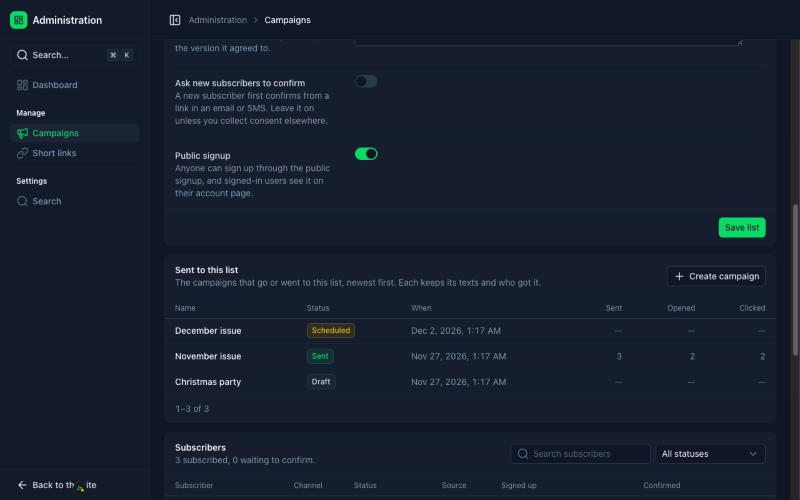 Administration
Administration > Campaigns
Search...
⌘ K
Dashboard
Manage
Campaigns
Short links
Settings
Search
Back to th ite
the version it agreed to.
Ask new subscribers to confirm
A new subscriber first confirms from a
link in an email or SMS. Leave it on
unless you collect consent elsewhere.
Public signup
Anyone can sign up through the public
signup, and signed-in users see it on
their account page.
Save list
Sent to this list
The campaigns that go or went to this list, newest first. Each keeps its texts and who got it.
Create campaign
Name Status When Sent Opened Clicked
December issue Scheduled Dec 2, 2026, 1:17 AM — — —
November issue Sent Nov 27, 2026, 1:17 AM 3 2 2
Christmas party Draft Nov 27, 2026, 1:17 AM — — —
1–3 of 3
Subscribers
3 subscribed, 0 waiting to confirm.
Search subscribers
All statuses
Subscriber Channel Status Source Signed up Confirmed